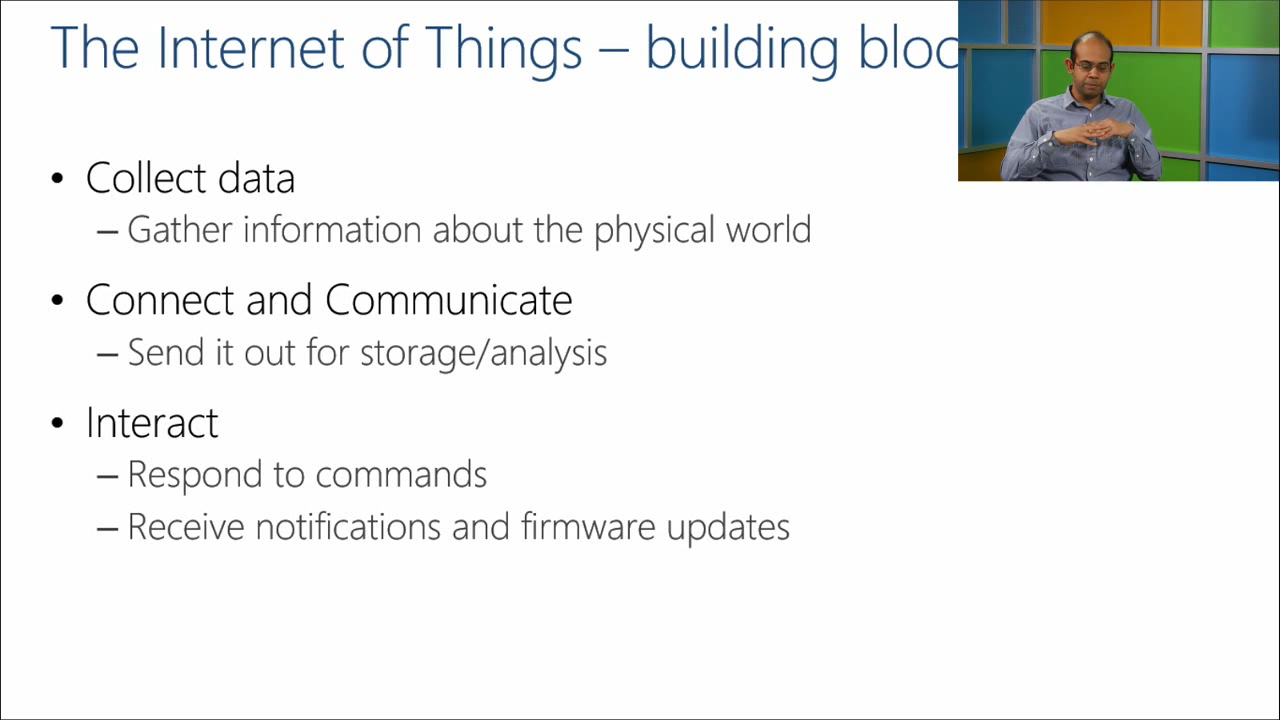 The Internet of Things – building bloc
• Collect data
– Gather information about the physical world
• Connect and Communicate
– Send it out for storage/analysis
• Interact
– Respond to commands
– Receive notifications and firmware updates